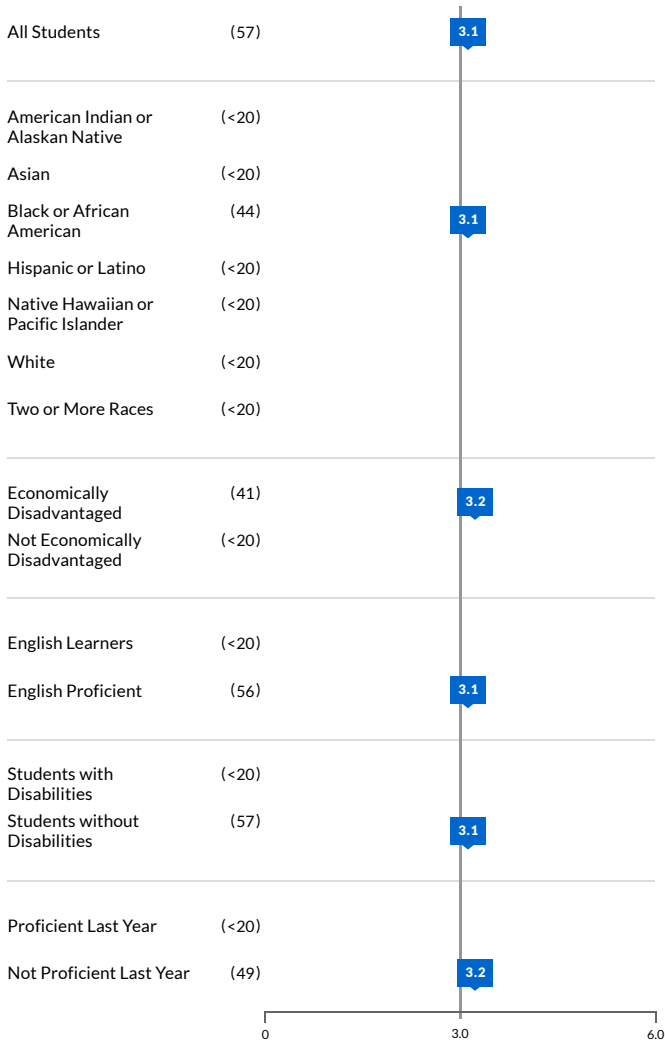 All Students (57) 3.1
American Indian or (<20)
Alaskan Native
Asian (<20)
Black or African (44) 3.1
American
Hispanic or Latino (<20)
Native Hawaiian or (<20)
Pacific Islander
White (<20)
Two or More Races (<20)
Economically (41) 3.2
Disadvantaged
Not Economically (<20)
Disadvantaged
English Learners (<20)
English Proficient (56) 3.1
Students with (<20)
Disabilities
Students without (57) 3.1
Disabilities
Proficient Last Year (<20)
Not Proficient Last Year (49) 3.2
0 3.0 6.0